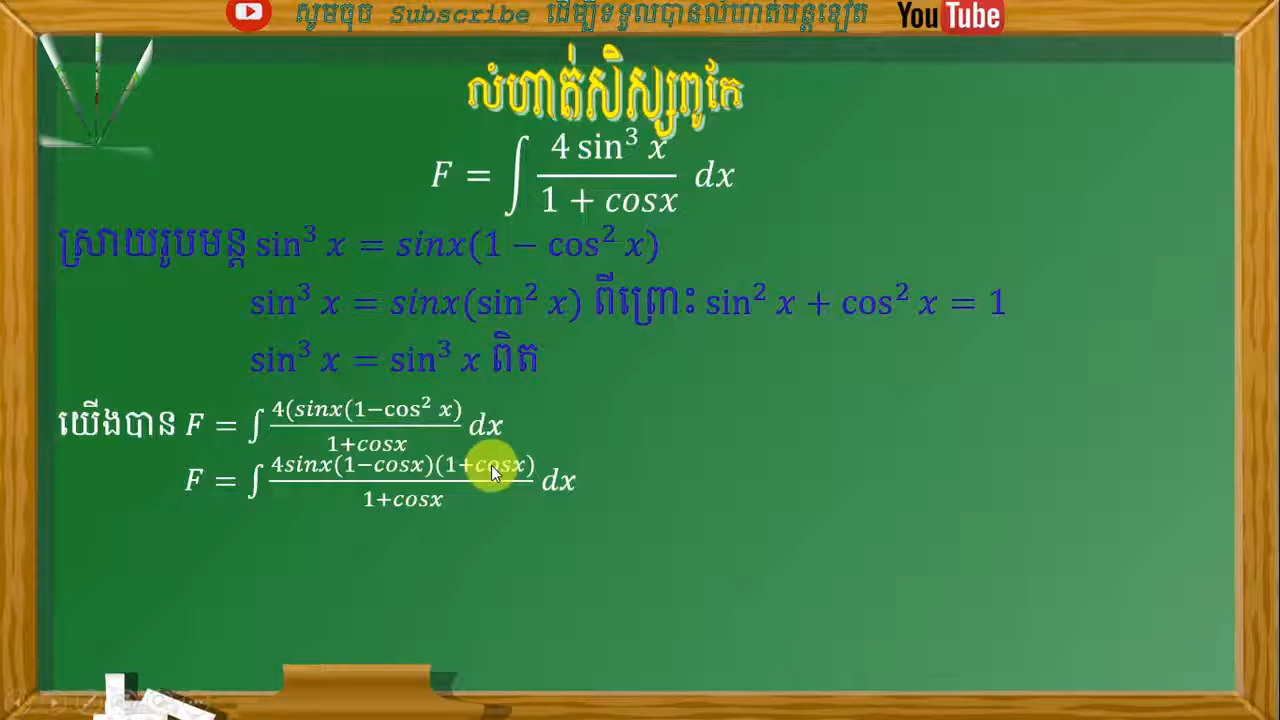 សូមចុច Subscribe ដើម្បីទទួលបានលំហាត់បន្តទៀត YouTube
លំហាត់សិស្សពូកែ
F = ∫ (4 sin³ x)/(1 + cosx) dx
ស្រាយរូបមន្ត sin³ x = sinx(1 − cos² x)
sin³ x = sinx(sin² x) ពីព្រោះ sin² x + cos² x = 1
sin³ x = sin³ x ពិត
យើងបាន F = ∫ (4(sinx(1−cos² x))/(1+cosx) dx
F = ∫ (4sinx(1−cosx)(1+cosx))/(1+cosx) dx